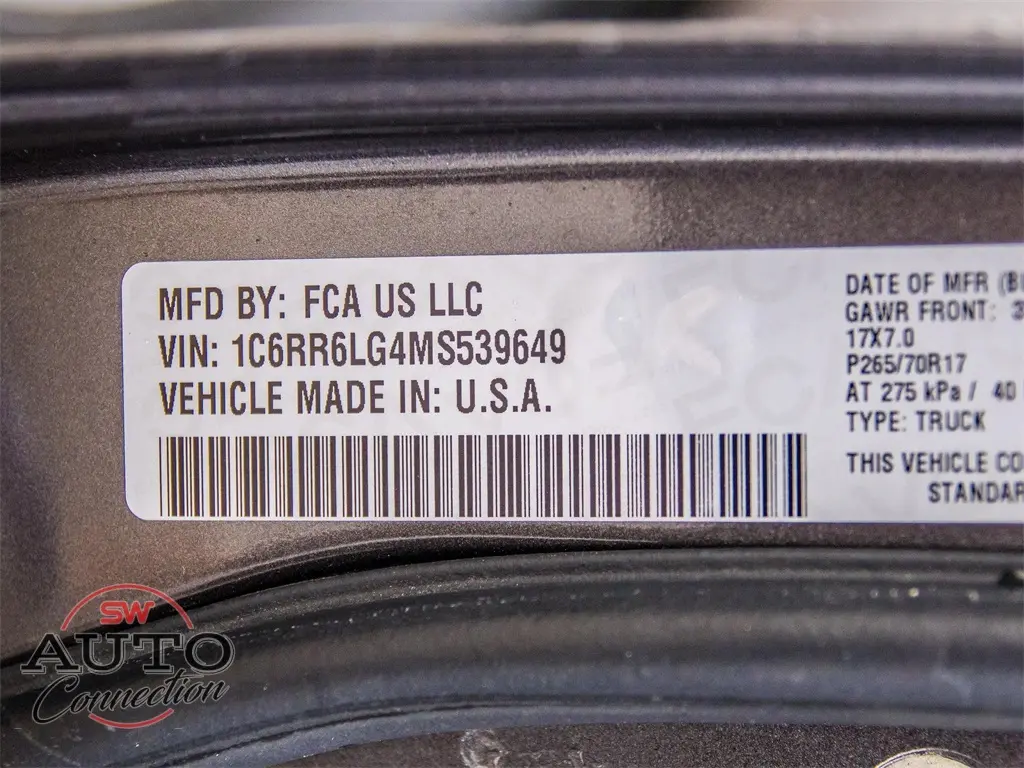 MFD BY: FCA US LLC
VIN: 1C6RR6LG4MS539649
VEHICLE MADE IN: U.S.A.
DATE OF MFR
GAWR FRONT:
17X7.0
P265/70R17
AT 275 kPa / 40
TYPE: TRUCK
THIS VEHICLE
SW
AUTO
Connection